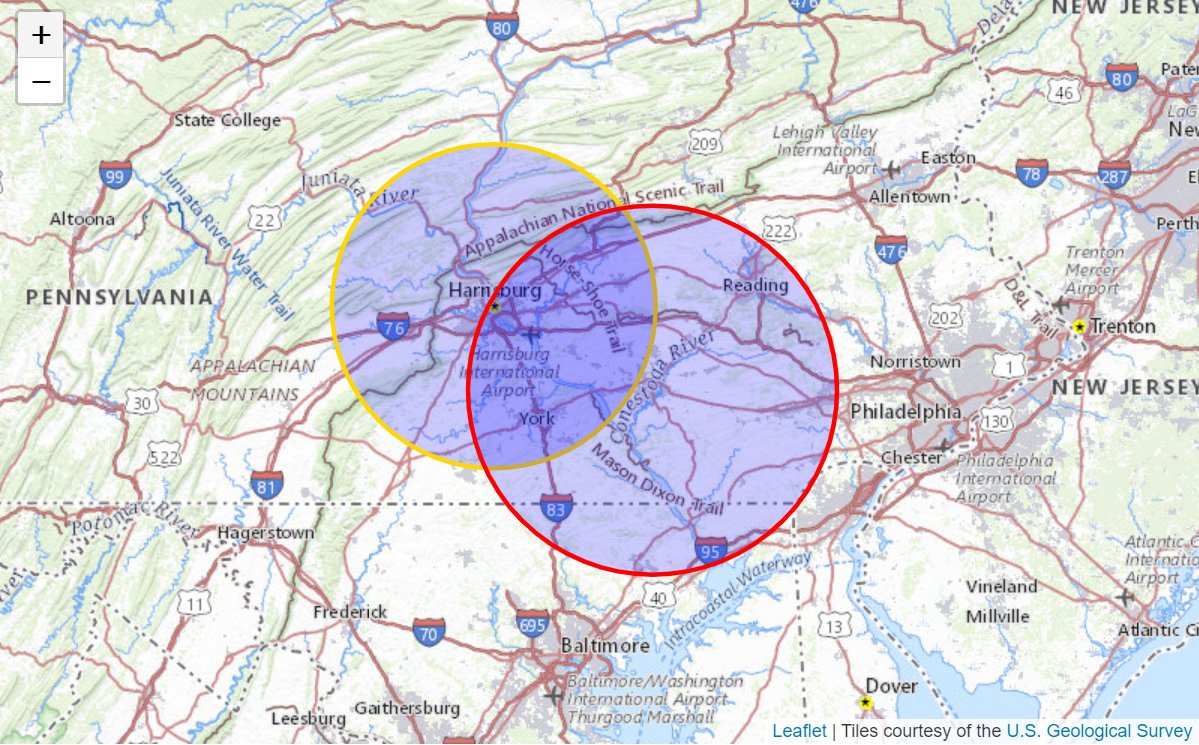 +
−
80
476
NEW JERSEY
Dela
State College
99
Juniata River
Juniata River Water Trail
Altoona
22
209
Lehigh Valley
International
Airport
Easton
Allentown
46
80
Pater
LaG
New
78
287
El
Perth
Appalachian National Scenic Trail
222
476
Trenton
Mercer
Airport
PENNSYLVANIA
Harrisburg
Horse-Shoe Trail
Reading
D&L Trail
202
Trenton
76
Harrisburg
International
Airport
Conestoga River
APPALACHIAN
MOUNTAINS
30
522
York
Norristown
1
NEW JERSEY
Philadelphia
130
Chester
Philadelphia
International
Airport
Mason Dixon Trail
81
83
95
Potomac River
River
Hagerstown
Intracoastal Waterway
11
40
Frederick
70
695
Baltimore
13
Vineland
Millville
Atlantic C
Internatio
Airport
Atlantic Ci
Baltimore/Washington
International Airport
Thurgood Marshall
Dover
Gaithersburg
Leesburg
Leaflet | Tiles courtesy of the U.S. Geological Survey